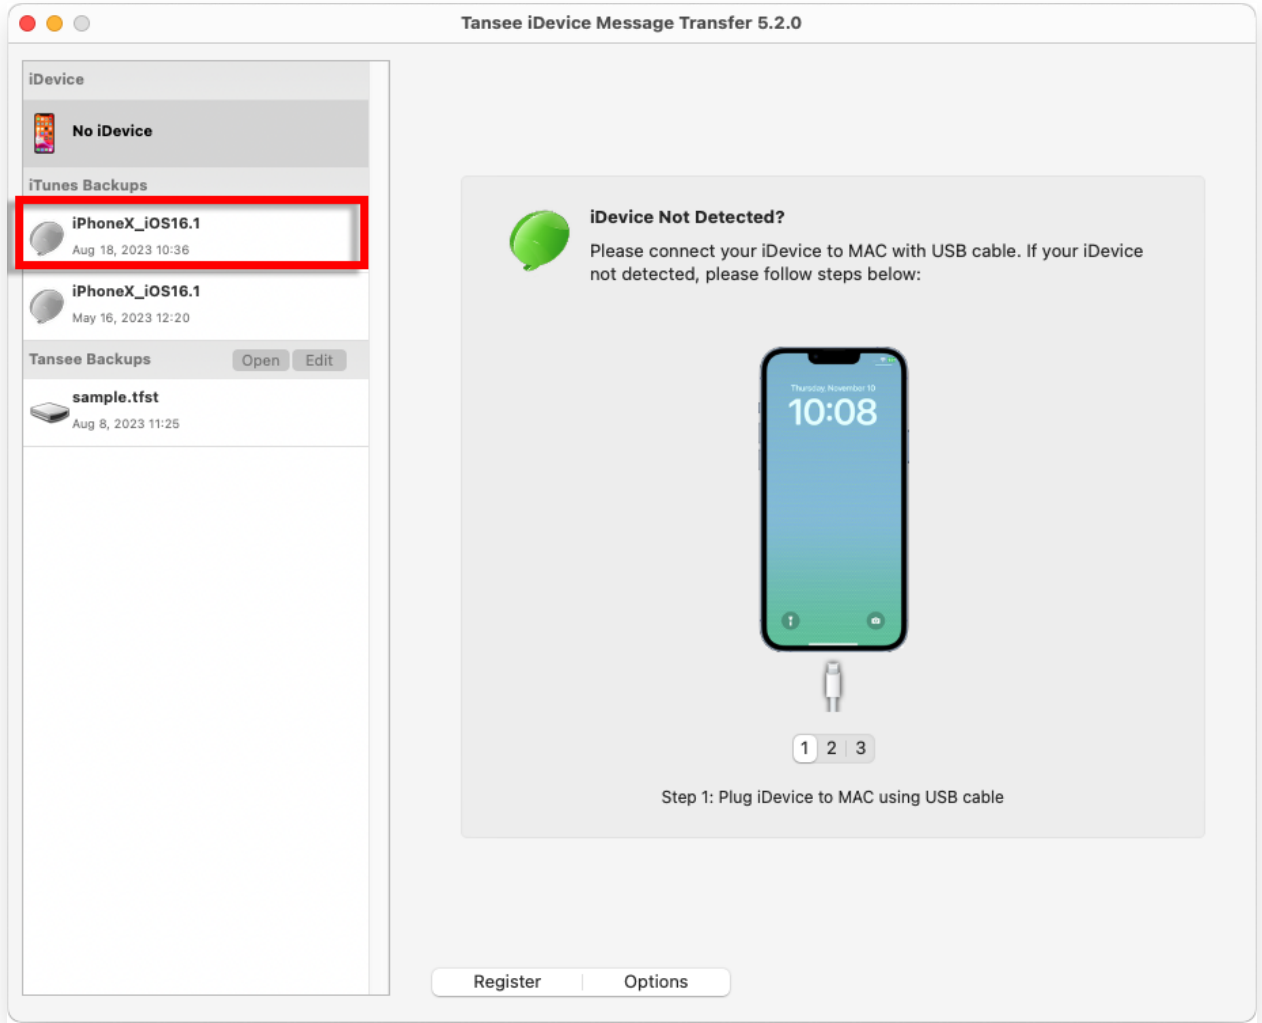 Tansee iDevice Message Transfer 5.2.0
iDevice
No iDevice
iTunes Backups
iPhoneX_iOS16.1
Aug 18, 2023 10:36
iPhoneX_iOS16.1
May 16, 2023 12:20
Tansee Backups Open Edit
sample.tfst
Aug 8, 2023 11:25
iDevice Not Detected?
Please connect your iDevice to MAC with USB cable. If your iDevice
not detected, please follow steps below:
Thursday, November 10
10:08
1 2 3
Step 1: Plug iDevice to MAC using USB cable
Register Options